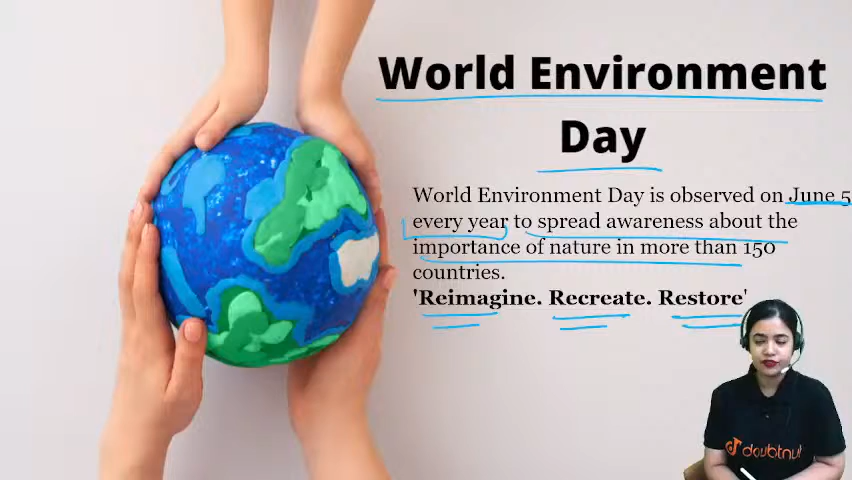 World Environment
Day
World Environment Day is observed on June 5
every year to spread awareness about the
importance of nature in more than 150
countries.
'Reimagine. Recreate. Restore'
doubtnut